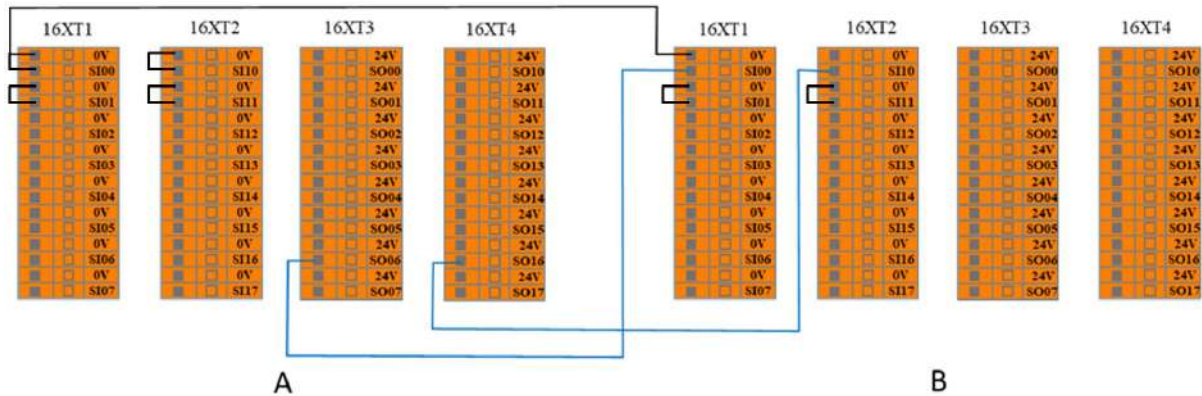 16XT1 16XT2 16XT3 16XT4 16XT1 16XT2 16XT3 16XT4
0V 0V 24V 24V 0V 0V 24V 24V
SI00 SI10 SO00 SO10 SI00 SI10 SO00 SO10
0V 0V 24V 24V 0V 0V 24V 24V
SI01 SI11 SO01 SO11 SI01 SI11 SO01 SO11
0V 0V 24V 24V 0V 0V 24V 24V
SI02 SI12 SO02 SO12 SI02 SI12 SO02 SO12
0V 0V 24V 24V 0V 0V 24V 24V
SI03 SI13 SO03 SO13 SI03 SI13 SO03 SO13
0V 0V 24V 24V 0V 0V 24V 24V
SI04 SI14 SO04 SO14 SI04 SI14 SO04 SO14
0V 0V 24V 24V 0V 0V 24V 24V
SI05 SI15 SO05 SO15 SI05 SI15 SO05 SO15
0V 0V 24V 24V 0V 0V 24V 24V
SI06 SI16 SO06 SO16 SI06 SI16 SO06 SO16
0V 0V 24V 24V 0V 0V 24V 24V
SI07 SI17 SO07 SO17 SI07 SI17 SO07 SO17
A B